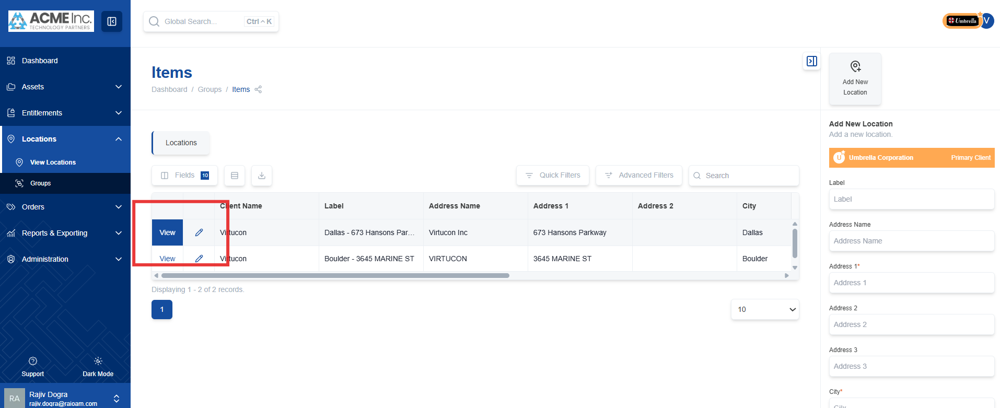 ACME Inc.
TECHNOLOGY PARTNERS
Global Search...
Ctrl K
Umbrella
V
Dashboard
Assets
Entitlements
Locations
View Locations
Groups
Orders
Reports & Exporting
Administration
Support
Dark Mode
RA
Rajiv Dogra
rajiv.dogra@raioam.com
Items
Dashboard / Groups / Items
Locations
Fields 10
Quick Filters
Advanced Filters
Search
Client Name Label Address Name Address 1 Address 2 City
View Virtucon Dallas - 673 Hansons Par... Virtucon Inc 673 Hansons Parkway Dallas
View Virtucon Boulder - 3645 MARINE ST VIRTUCON 3645 MARINE ST Boulder
Displaying 1 - 2 of 2 records.
1
10
Add New
Location
Add New Location
Add a new location.
U Umbrella Corporation Primary Client
Label
Label
Address Name
Address Name
Address 1*
Address 1
Address 2
Address 2
Address 3
Address 3
City*
City